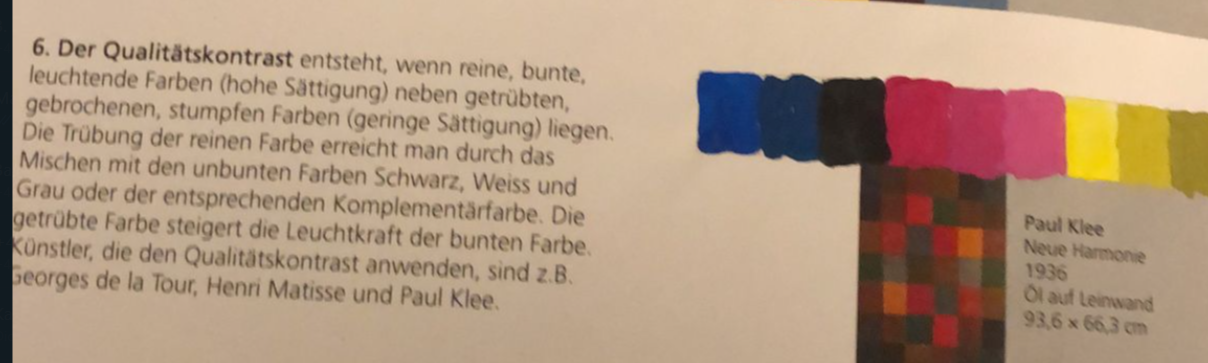 6. Der Qualitätskontrast entsteht, wenn reine, bunte,
leuchtende Farben (hohe Sättigung) neben getrübten,
gebrochenen, stumpfen Farben (geringe Sättigung) liegen.
Die Trübung der reinen Farbe erreicht man durch das
Mischen mit den unbunten Farben Schwarz, Weiss und
Grau oder der entsprechenden Komplementärfarbe. Die
getrübte Farbe steigert die Leuchtkraft der bunten Farbe.
Künstler, die den Qualitätskontrast anwenden, sind z.B.
Georges de la Tour, Henri Matisse und Paul Klee.
Paul Klee
Neue Harmonie
1936
Öl auf Leinwand
93,6 × 66,3 cm